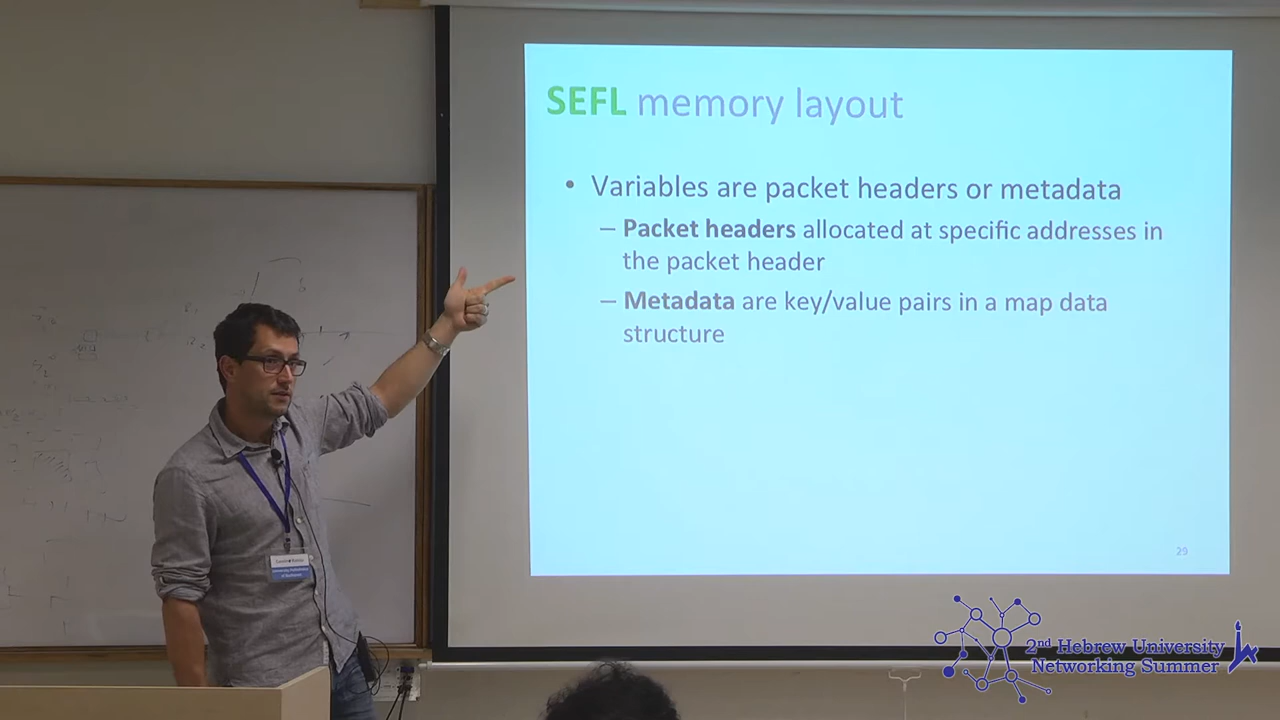 SEFL memory layout
• Variables are packet headers or metadata
– Packet headers allocated at specific addresses in
the packet header
– Metadata are key/value pairs in a map data
structure
29
2nd Hebrew University
Networking Summer